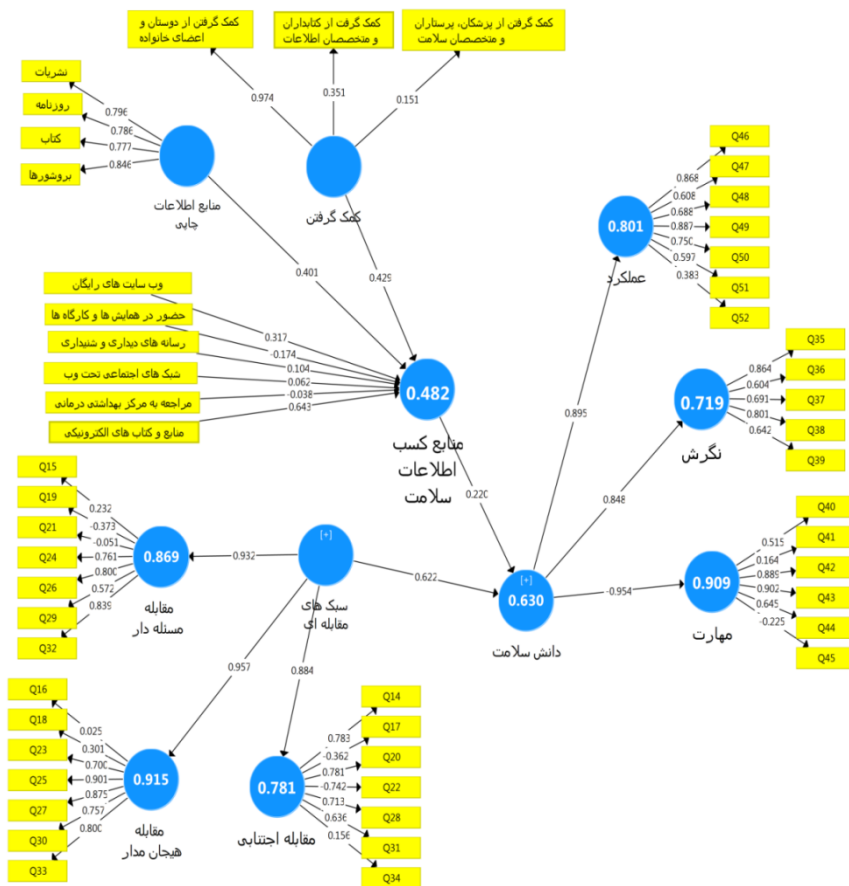 کمک گرفتن از دوستان و
اعضای خانواده
کمک گرفت از کتابداران
و متخصصان اطلاعات
کمک گرفتن از پزشکان، پرستاران
و متخصصان سلامت
نشریات
روزنامه
کتاب
بروشورها
0.796
0.786
0.777
0.846
0.974
0.351
0.151
منابع اطلاعات
چاپی
کمک گرفتن
0.401
0.429
Q46
Q47
Q48
Q49
Q50
Q51
Q52
0.868
0.608
0.688
0.887
0.750
0.597
0.383
0.801
عملکرد
وب سایت های رایگان
حضور در همایش ها و کارگاه ها
رسانه های دیداری و شنیداری
شبک های اجتماعی تحت وب
مراجعه به مرکز بهداشتی درمانی
منابع و کتاب های الکترونیکی
0.317
-0.174
0.104
0.062
-0.038
0.643
0.482
منابع کسب
اطلاعات
سلامت
0.220
0.895
0.848
Q35
Q36
Q37
Q38
Q39
0.864
0.604
0.691
0.801
0.642
0.719
نگرش
Q15
Q19
Q21
Q24
Q26
Q29
Q32
0.232
-0.373
-0.051
0.761
0.800
0.572
0.839
0.869
مقابله
مسئله دار
0.932
[+]
سبک های
مقابله ای
0.622
[+]
0.630
دانش سلامت
-0.954
0.909
مهارت
Q40
Q41
Q42
Q43
Q44
Q45
0.515
0.164
0.889
0.902
0.645
-0.225
0.957
0.884
Q16
Q18
Q23
Q25
Q27
Q30
Q33
0.025
0.301
0.700
0.901
0.875
0.757
0.800
0.915
مقابله
هیجان مدار
Q14
Q17
Q20
Q22
Q28
Q31
Q34
0.783
-0.362
0.781
-0.742
0.713
0.636
0.156
0.781
مقابله اجتنابی